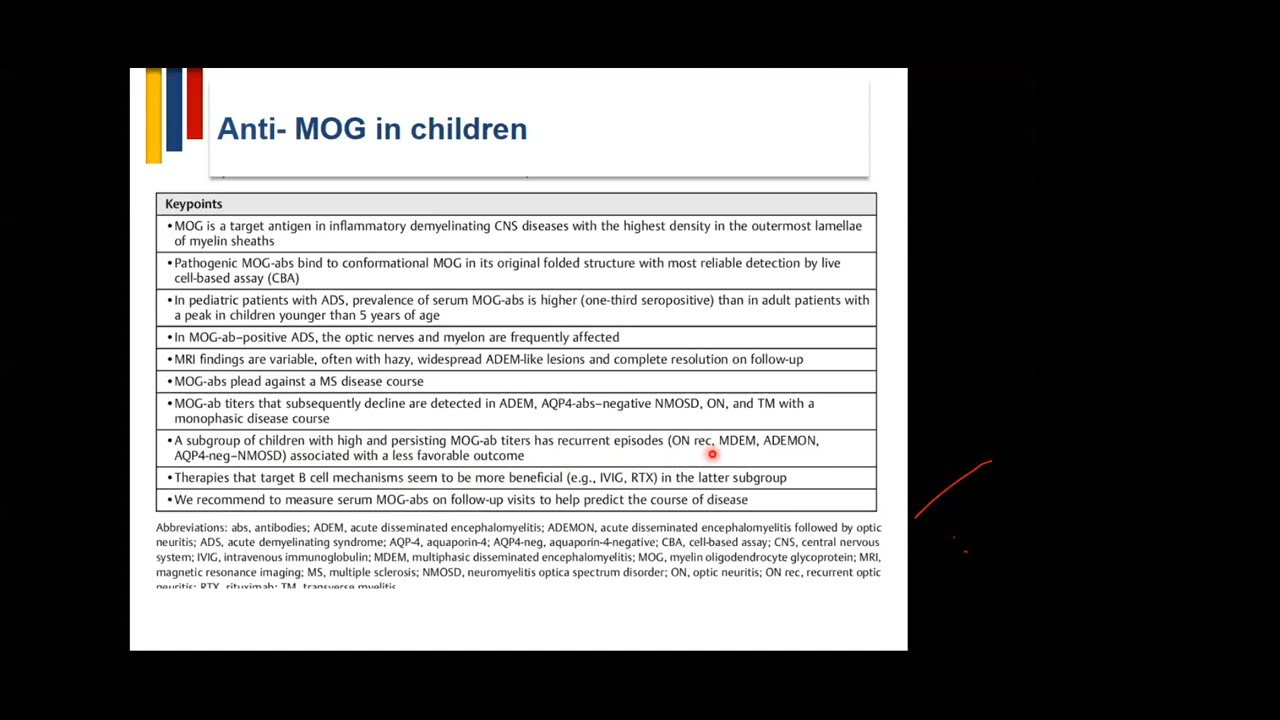 Anti- MOG in children
Keypoints
•MOG is a target antigen in inflammatory demyelinating CNS diseases with the highest density in the outermost lamellae
of myelin sheaths
•Pathogenic MOG-abs bind to conformational MOG in its original folded structure with most reliable detection by live
cell-based assay (CBA)
•In pediatric patients with ADS, prevalence of serum MOG-abs is higher (one-third seropositive) than in adult patients with
a peak in children younger than 5 years of age
•In MOG-ab–positive ADS, the optic nerves and myelon are frequently affected
•MRI findings are variable, often with hazy, widespread ADEM-like lesions and complete resolution on follow-up
•MOG-abs plead against a MS disease course
•MOG-ab titers that subsequently decline are detected in ADEM, AQP4-abs–negative NMOSD, ON, and TM with a
monophasic disease course
•A subgroup of children with high and persisting MOG-ab titers has recurrent episodes (ON rec, MDEM, ADEMON,
AQP4-neg–NMOSD) associated with a less favorable outcome
•Therapies that target B cell mechanisms seem to be more beneficial (e.g., IVIG, RTX) in the latter subgroup
•We recommend to measure serum MOG-abs on follow-up visits to help predict the course of disease
Abbreviations: abs, antibodies; ADEM, acute disseminated encephalomyelitis; ADEMON, acute disseminated encephalomyelitis followed by optic
neuritis; ADS, acute demyelinating syndrome; AQP-4, aquaporin-4; AQP4-neg, aquaporin-4-negative; CBA, cell-based assay; CNS, central nervous
system; IVIG, intravenous immunoglobulin; MDEM, multiphasic disseminated encephalomyelitis; MOG, myelin oligodendrocyte glycoprotein; MRI,
magnetic resonance imaging; MS, multiple sclerosis; NMOSD, neuromyelitis optica spectrum disorder; ON, optic neuritis; ON rec, recurrent optic
neuritis; RTX, rituximab; TM, transverse myelitis.